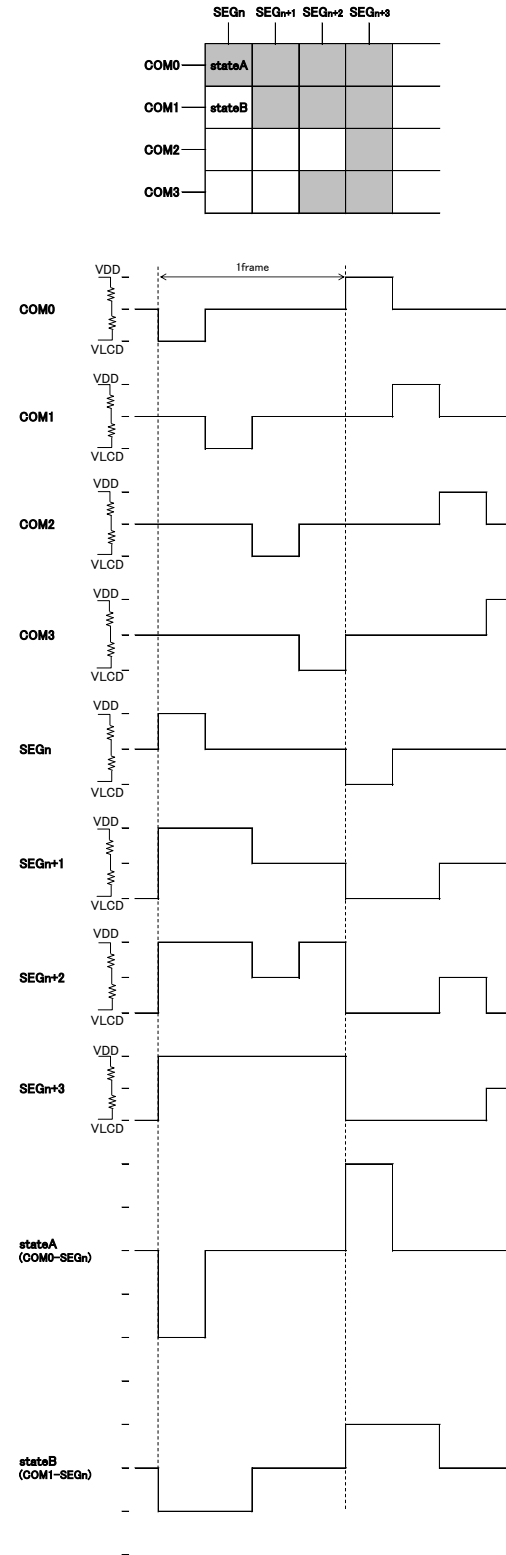 SEGn SEGn+1 SEGn+2 SEGn+3
COM0 stateA
COM1 stateB
COM2
COM3
VDD 1frame
COM0
VLCD
VDD
COM1
VLCD
VDD
COM2
VLCD
VDD
COM3
VLCD
VDD
SEGn
VLCD
VDD
SEGn+1
VLCD
VDD
SEGn+2
VLCD
VDD
SEGn+3
VLCD
stateA
(COM0-SEGn)
stateB
(COM1-SEGn)